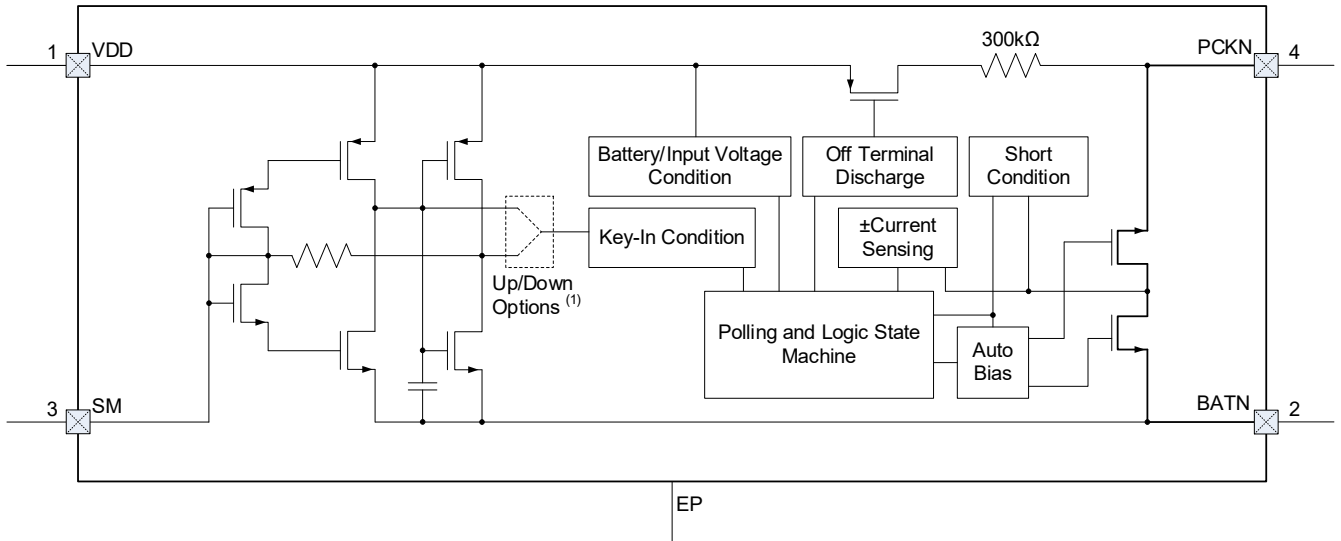 1
VDD
300kΩ
PCKN
4
Battery/Input Voltage
Condition
Off Terminal
Discharge
Short
Condition
Key-In Condition
±Current
Sensing
Up/Down
Options (1)
Polling and Logic State
Machine
Auto
Bias
3
SM
BATN
2
EP